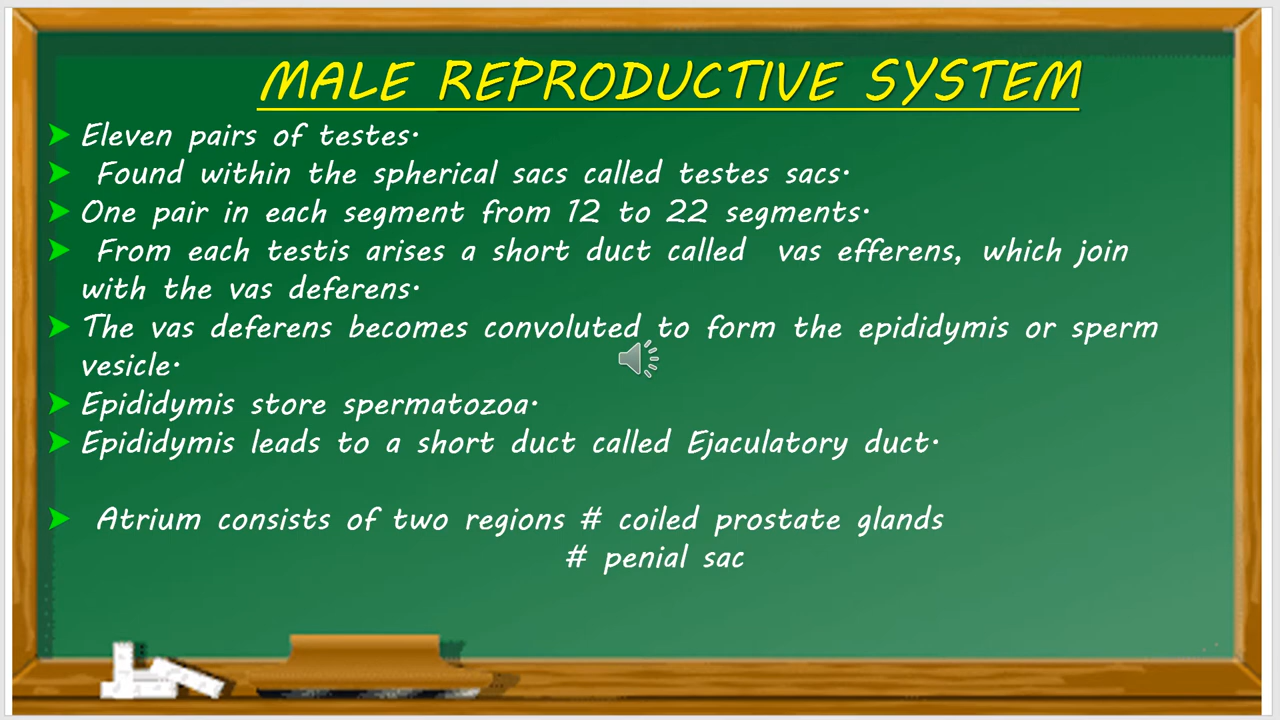 MALE REPRODUCTIVE SYSTEM
➤ Eleven pairs of testes.
➤ Found within the spherical sacs called testes sacs.
➤ One pair in each segment from 12 to 22 segments.
➤ From each testis arises a short duct called vas efferens, which join
with the vas deferens.
➤ The vas deferens becomes convoluted to form the epididymis or sperm
vesicle.
➤ Epididymis store spermatozoa.
➤ Epididymis leads to a short duct called Ejaculatory duct.
➤ Atrium consists of two regions # coiled prostate glands
# penial sac